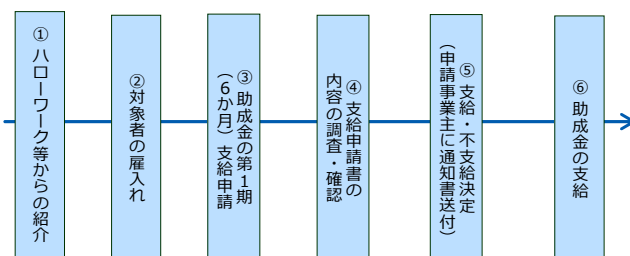 ① ハローワーク等からの紹介
② 対象者の雇入れ
③ 助成金の第1期
（6か月）支給申請
④ 支給申請書の
内容の調査・確認
⑤ 支給・不支給決定
（申請事業主に通知書送付）
⑥ 助成金の支給